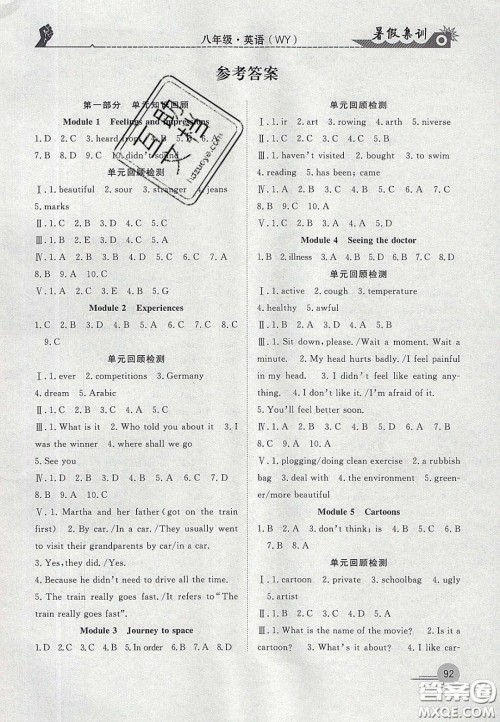 八年级·英语(WY)
暑假集训
参考答案
第一部分 单元知识回顾
Module 1 Feelings and impressions
1. D 2. C 3. heard from 4. C 5. A 6. D
7. B 8. D 9. C 10. didn't sound
单元回顾检测
Ⅰ. 1. beautiful 2. sour 3. stranger 4. jeans
5. marks
Ⅱ. 1. C 2. B 3. D 4. C 5. D
Ⅲ. 1. B 2. E 3. A 4. D 5. C
Ⅳ. 1. B 2. D 3. B 4. A 5. C 6. D 7. C
8. B 9. A 10. C
Ⅴ. 1. D 2. B 3. C 4. A 5. D
Module 2 Experiences
1. D 2. B 3. B 4. C 5. A 6. C 7. B 8. C
9. C
单元回顾检测
Ⅰ. 1. ever 2. competitions 3. Germany
4. dream 5. Arabic
Ⅱ. 1. D 2. B 3. D 4. B 5. A
Ⅲ. 1. What is it 2. Who told you about it 3. I
was the winner 4. where shall we go
5. See you
Ⅳ. 1. D 2. C 3. A 4. B 5. A 6. C 7. D
8. B 9. A 10. C
Ⅴ. 1. Martha and her father (got on the train
first) 2. By car. /In a car. /They usually went
to visit their grandparents by car/in a car.
3. Yes, they did. /Yes.
4. Because he didn't need to drive all the way.
5. The train really goes fast. /It refers to "The
train really goes fast".
Module 3 Journey to space
1. D 2. C 3. A 4. D 5. In order 6. B 7. B 8. D
单元回顾检测
Ⅰ. 1. ir 2. art 3. rowing 4. arth 5. niverse
Ⅱ. 1. B 2. D 3. A 4. C 5. B
Ⅲ. 1. haven't visited 2. bought 3. to swim
4. reading 5. has been; came
Ⅳ. 1. C 2. B 3. D 4. A 5. C 6. B 7. D
8. C 9. B 10. A
Ⅴ. 1. C 2. A 3. B 4. C 5. B
Module 4 Seeing the doctor
1. B 2. illness 3. A 4. C 5. D 6. B 7. D
单元回顾检测
Ⅰ. 1. active 2. cough 3. temperature
4. healthy 5. awful
Ⅱ. 1. B 2. D 3. B 4. A 5. D
Ⅲ. 1. Sit down, please. /Wait a moment,
please. /Just a moment. /Wait a moment.
2. My head hurts badly. /I feel painful
in my head. 3. I didn't feel like eating any-
thing. 4. I don't like it. /I'm afraid of it.
5. You'll feel better soon.
Ⅳ. 1. C 2. D 3. B 4. A 5. C
Ⅴ. 1. plogging/doing clean exercise 2. a rubbish
bag 3. deal with 4. the environment 5. green-
er/more beautiful
Module 5 Cartoons
1. D 2. A 3. don't think; is 4. B 5. C 6. B
7. D
单元回顾检测
Ⅰ. 1. cartoon 2. private 3. schoolbag 4. ugly
5. artist
Ⅱ. 1. C 2. B 3. C 4. D 5. A
Ⅲ. 1. What is the name of the movie? 2. I
am. /I am a cartoon fan. /I like car-
92
答案圈
MXQE.COM